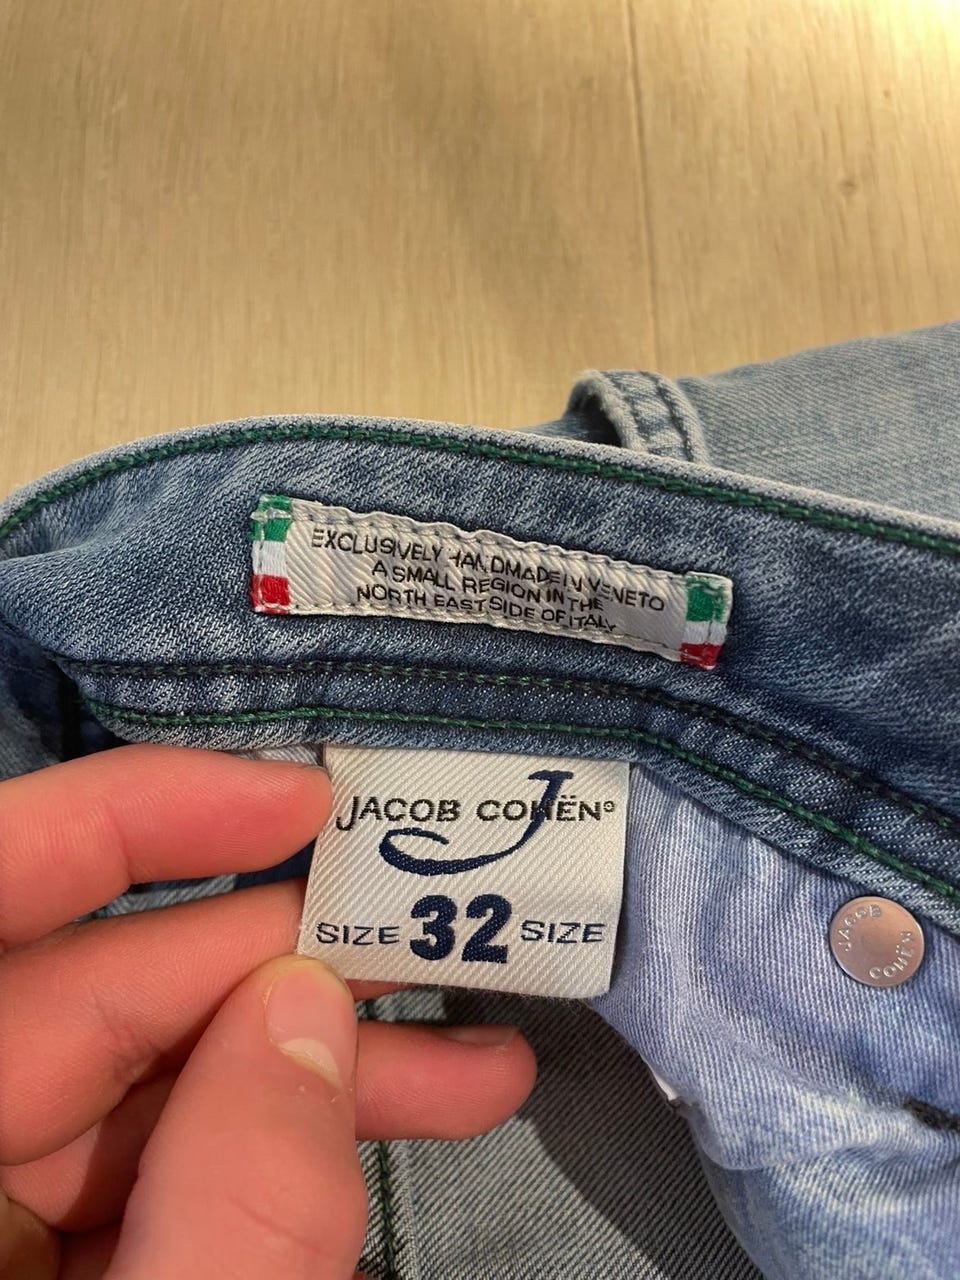 EXCLUSIVELY HANDMADE IN VENETO
A SMALL REGION IN THE
NORTH EAST SIDE OF ITALY
JACOB COHËN®
J
SIZE 32 SIZE
JACOB
COHËN